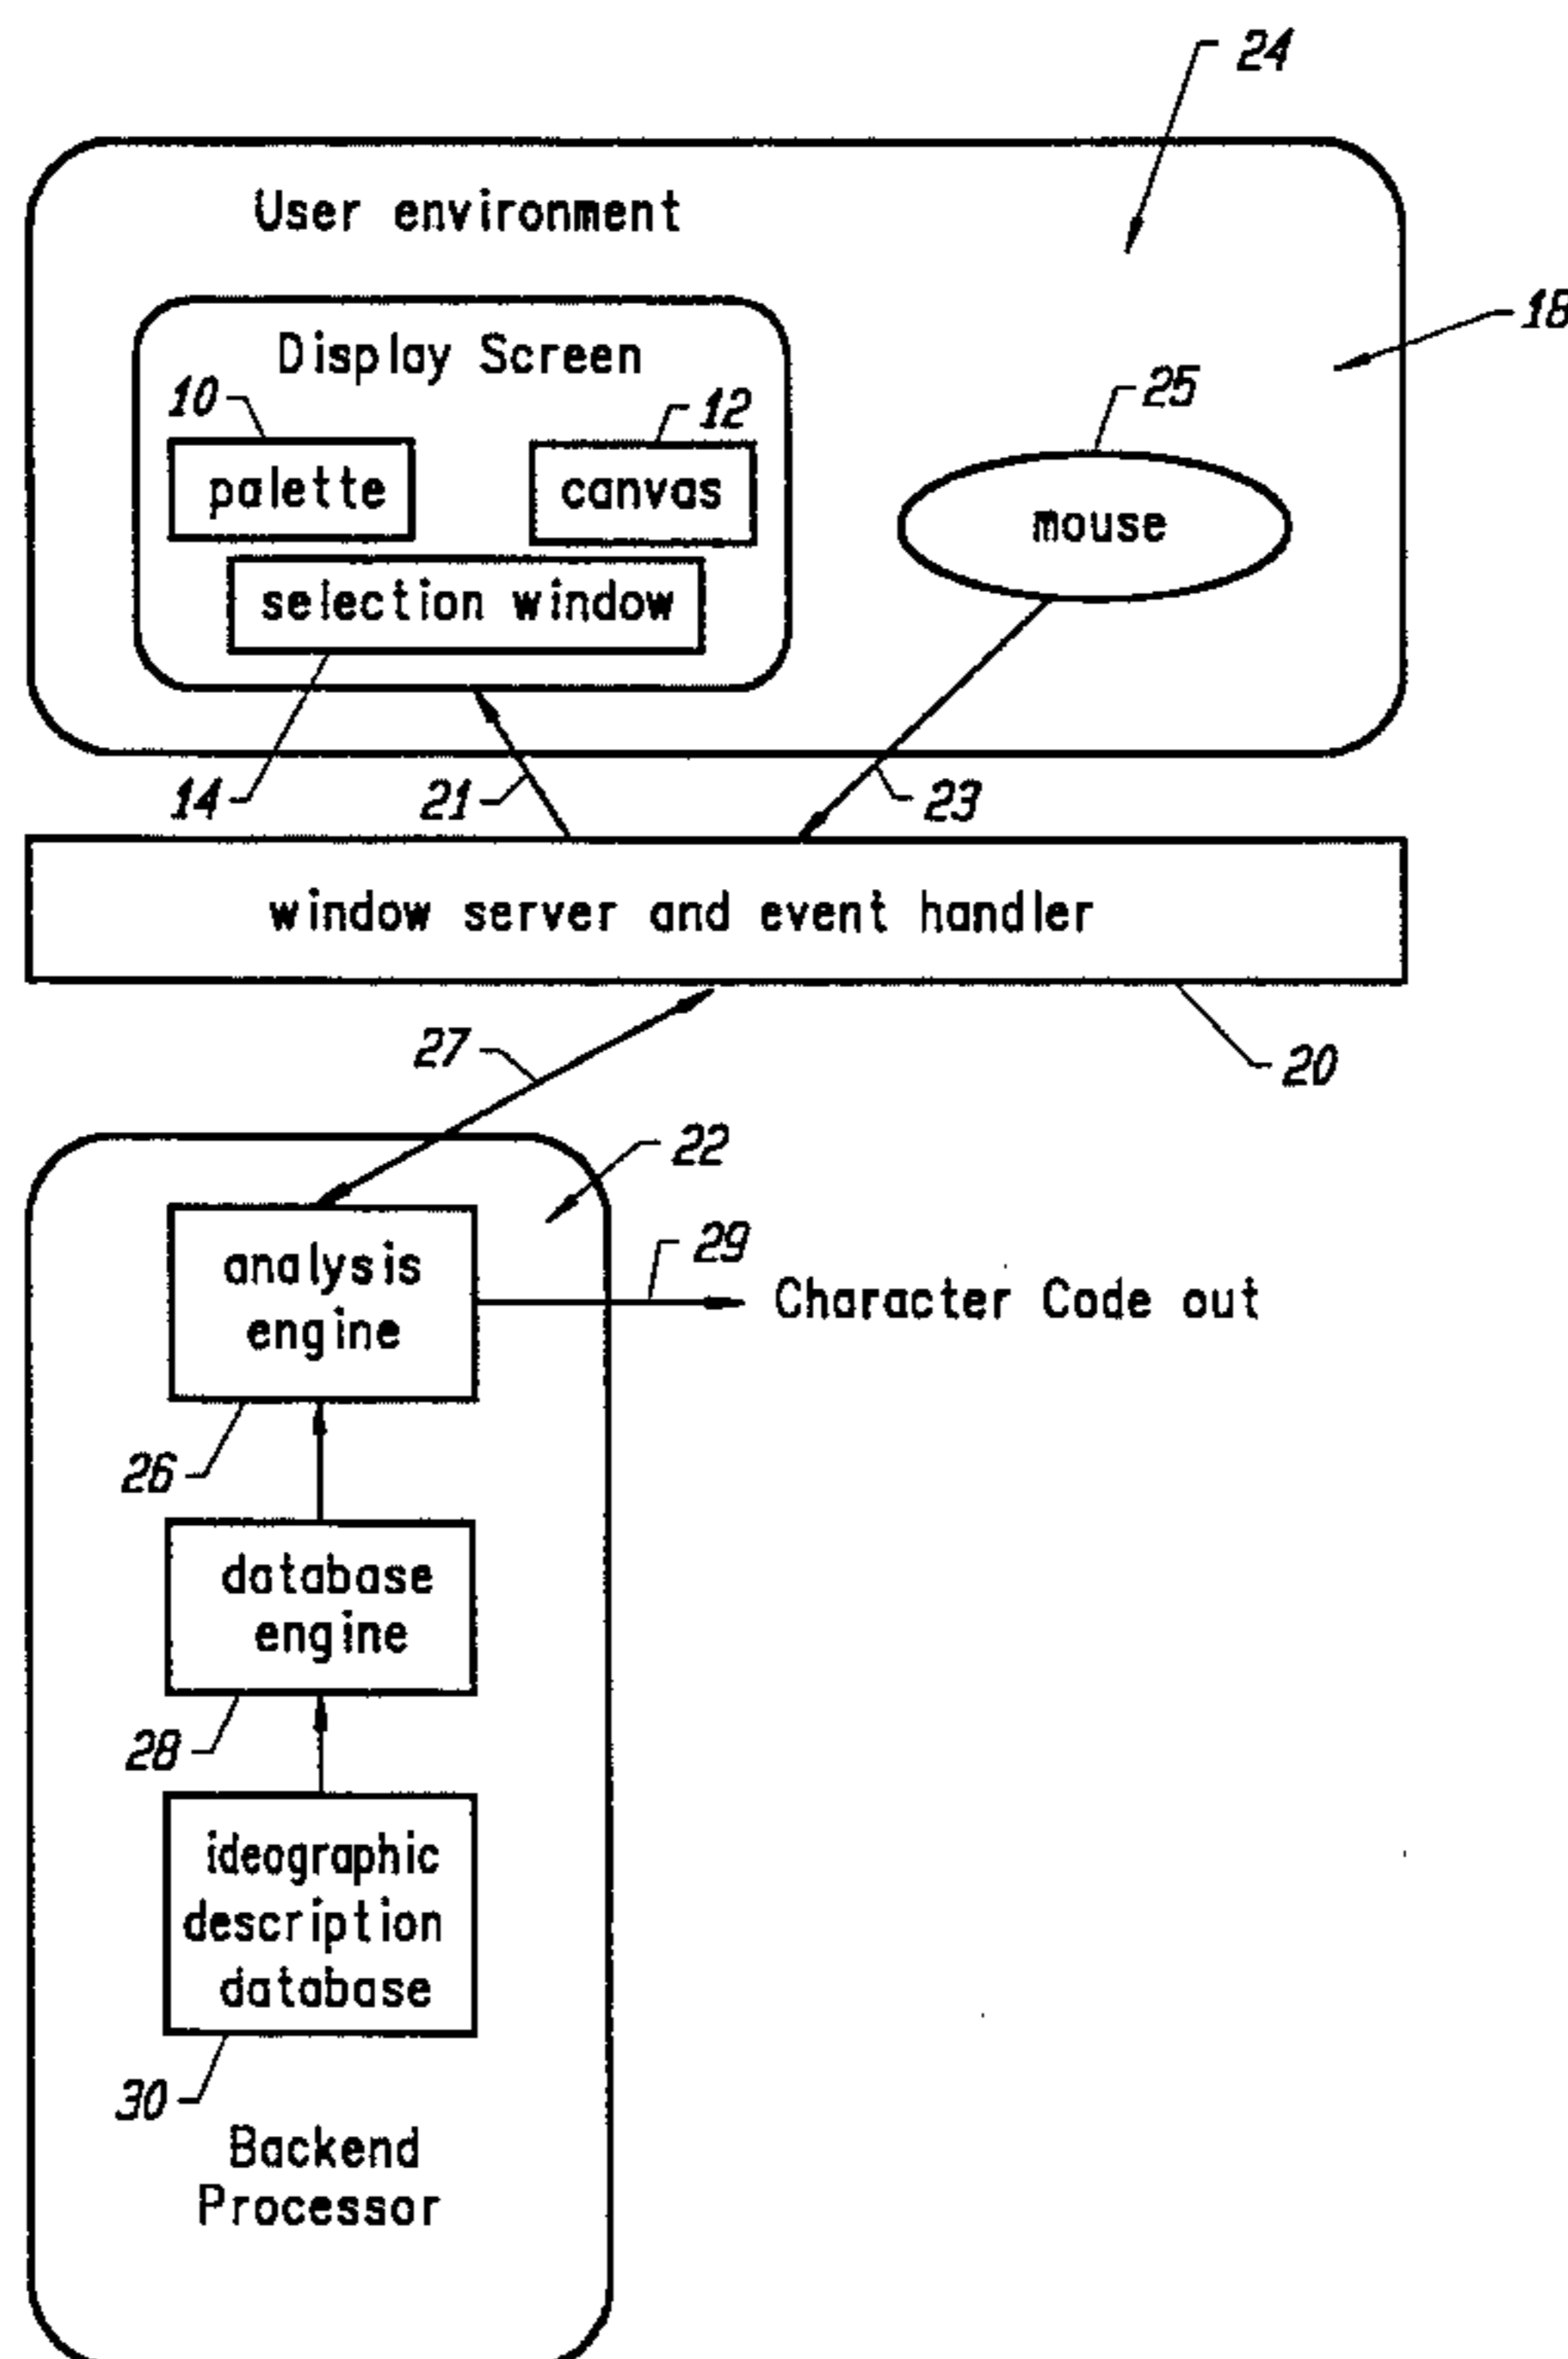 24
User environment
18
Display Screen
10
12
25
palette
canvas
mouse
selection window
14
21
23
window server and event handler
27
20
22
analysis
engine
29
Character Code out
26
database
engine
28
ideographic
description
database
30
Backend
Processor